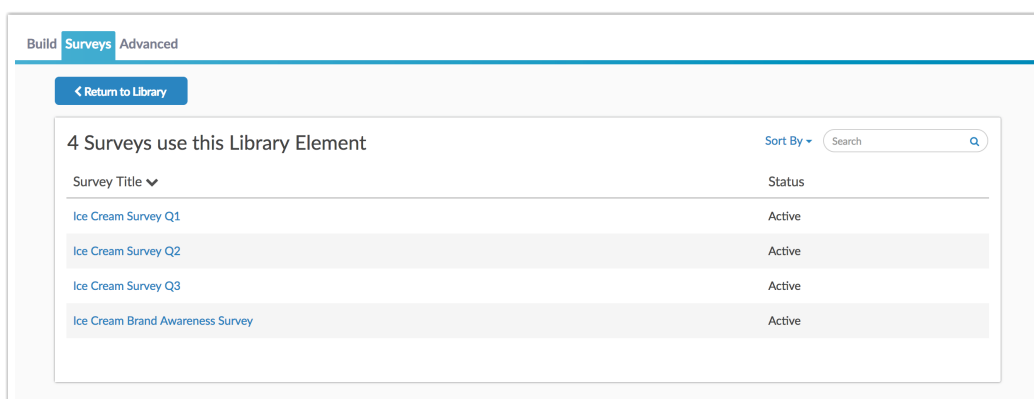 Build Surveys Advanced
Return to Library
4 Surveys use this Library Element
Sort By
Search
Survey Title Status
Ice Cream Survey Q1 Active
Ice Cream Survey Q2 Active
Ice Cream Survey Q3 Active
Ice Cream Brand Awareness Survey Active